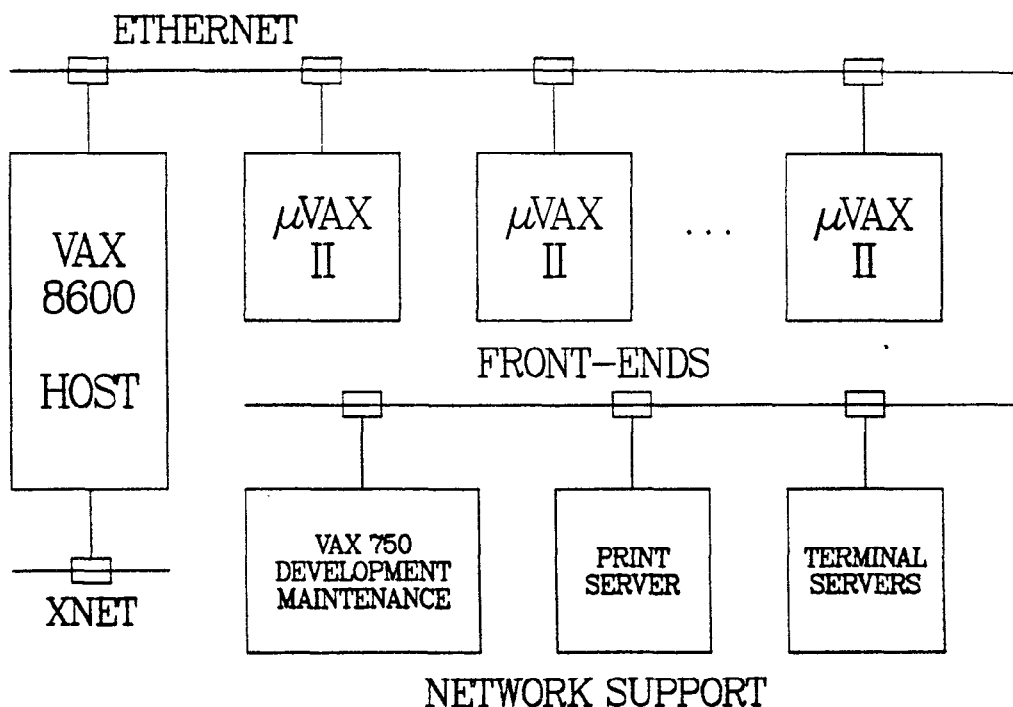 ETHERNET
VAX
8600
HOST
μVAX
II
μVAX
II
...
μVAX
II
FRONT-ENDS
XNET
VAX 750
DEVELOPMENT
MAINTENANCE
PRINT
SERVER
TERMINAL
SERVERS
NETWORK SUPPORT